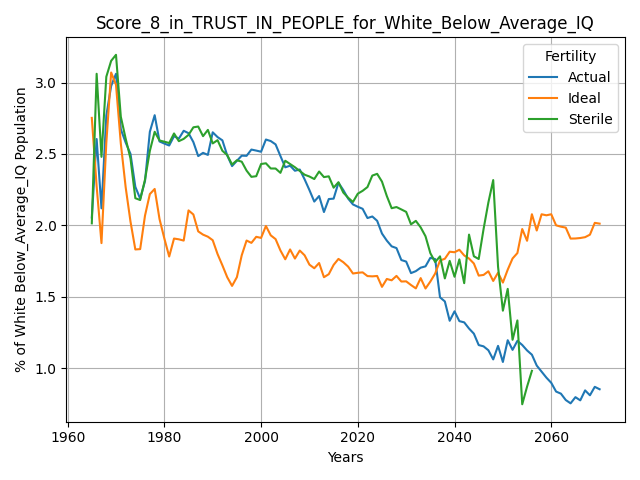 Score_8_in_TRUST_IN_PEOPLE_for_White_Below_Average_IQ
% of White Below_Average_IQ Population
3.0
2.5
2.0
1.5
1.0
Fertility
Actual
Ideal
Sterile
1960 1980 2000 2020 2040 2060
Years